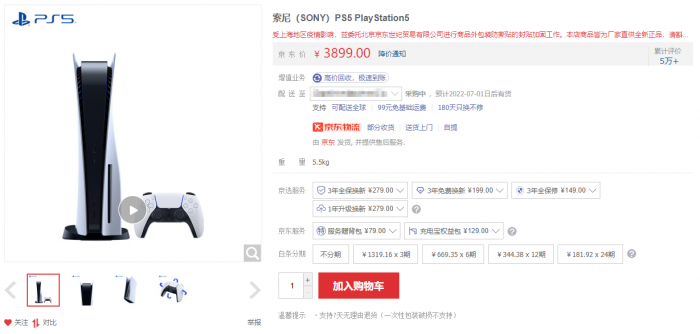 PS5
索尼（SONY）PS5 PlayStation5
受上海地区疫情影响，兹委托北京京东世纪贸易有限公司进行商品外包装防撕贴的封贴加固工作。本店商品皆为厂家直供全新正品，请斟...
京 东 价 ￥3899.00 降价通知
累计评价
5万+
增值业务 高价回收，极速到账
配 送 至 采购中，预计2022-07-01日后有货
支持 可配送全球 99元免基础运费 180天只换不修
京东物流 部分收货 送货上门 自提
由 京东 发货, 并提供售后服务.
重 量 5.5kg
京选服务 3年全保换新 ¥279.00 3年免费换新 ¥199.00 3年全保修 ¥149.00
1年升级换新 ¥279.00
京东服务 服务赠背包 ¥79.00 充电宝权益包 ¥129.00
白条分期 不分期 ￥1319.16 x 3期 ￥669.35 x 6期 ￥344.38 x 12期 ￥181.92 x 24期
1 + - 加入购物车
关注 对比 举报
温馨提示 ·支持7天无理由退货（一次性包装破损不支持）